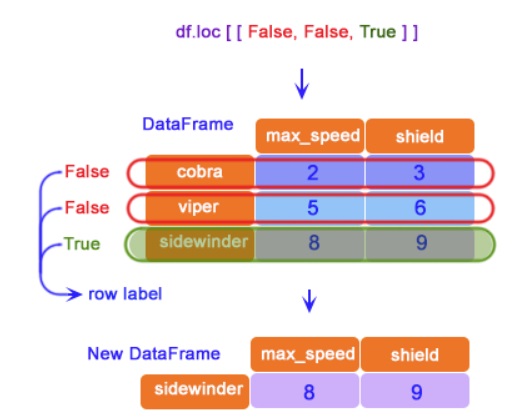 df.loc [ [ False, False, True ] ]
DataFrame
max_speed shield
False cobra 2 3
False viper 5 6
True sidewinder 8 9
row label
New DataFrame max_speed shield
sidewinder 8 9